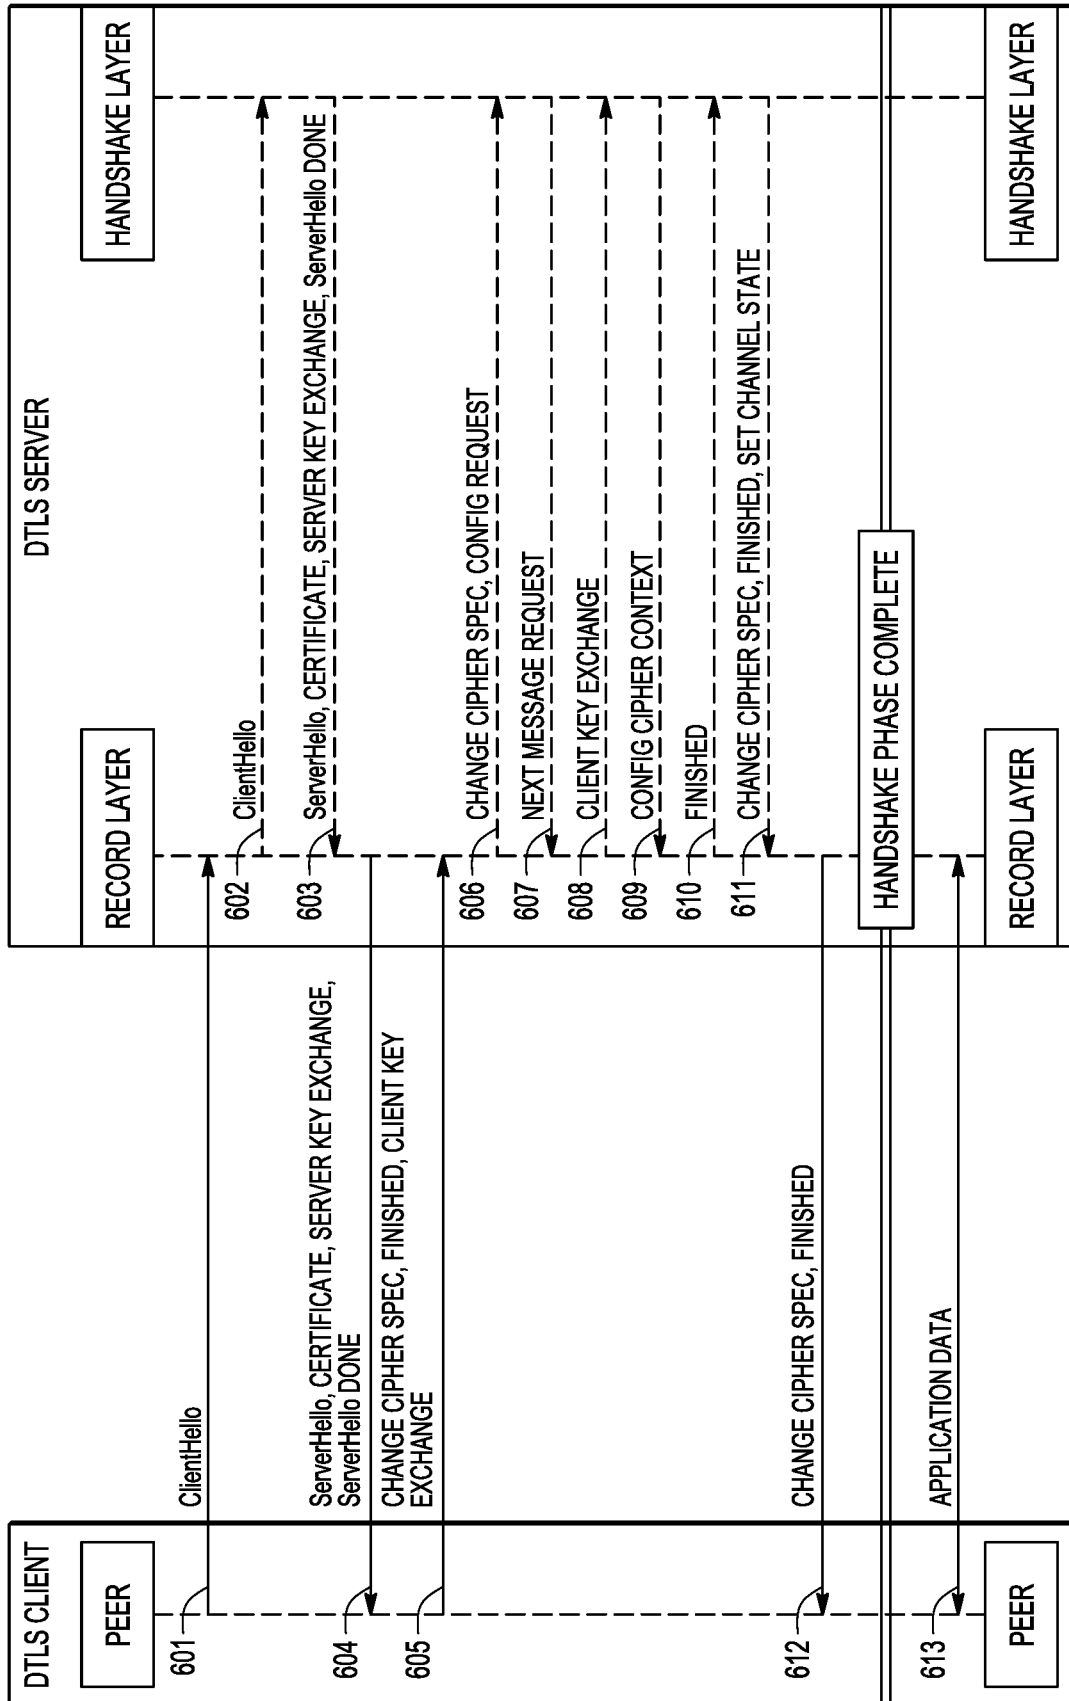 DTLS CLIENT
DTLS SERVER
PEER
RECORD LAYER
HANDSHAKE LAYER
601
ClientHello
602
ClientHello
603
ServerHello, CERTIFICATE, SERVER KEY EXCHANGE, ServerHello DONE
604
ServerHello, CERTIFICATE, SERVER KEY EXCHANGE,
ServerHello DONE
605
CHANGE CIPHER SPEC, FINISHED, CLIENT KEY
EXCHANGE
606
CHANGE CIPHER SPEC, CONFIG REQUEST
607
NEXT MESSAGE REQUEST
608
CLIENT KEY EXCHANGE
609
CONFIG CIPHER CONTEXT
610
FINISHED
611
CHANGE CIPHER SPEC, FINISHED, SET CHANNEL STATE
612
CHANGE CIPHER SPEC, FINISHED
HANDSHAKE PHASE COMPLETE
613
APPLICATION DATA
PEER
RECORD LAYER
HANDSHAKE LAYER